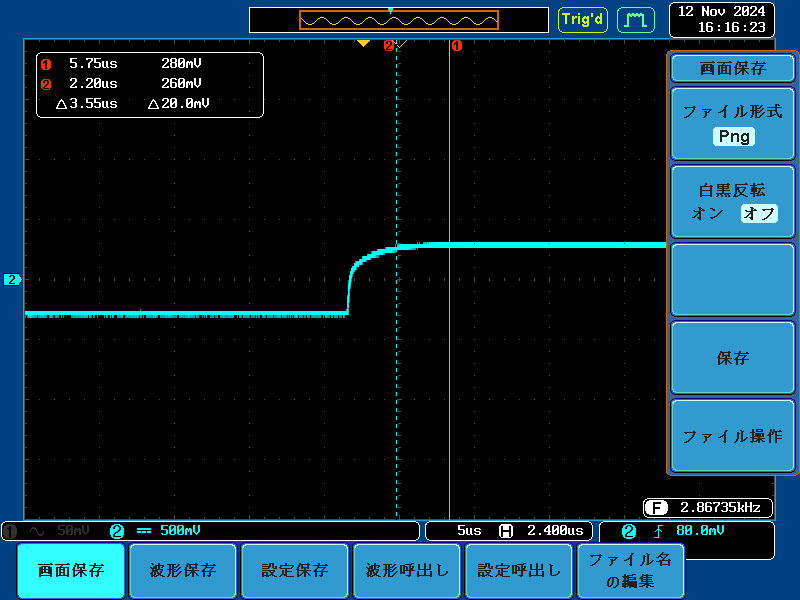 Trig'd
12 Nov 2024
16:16:23
2
1
1 5.75us 280mV
2 2.20us 260mV
△3.55us △20.0mV
画面保存
ファイル形式
Png
白黒反転
オン オフ
2
保存
ファイル操作
F 2.86735kHz
1 50mV 2 500mV 5us H 2.400us 2 80.0mV
画面保存 波形保存 設定保存 波形呼出し 設定呼出し ファイル名
の編集